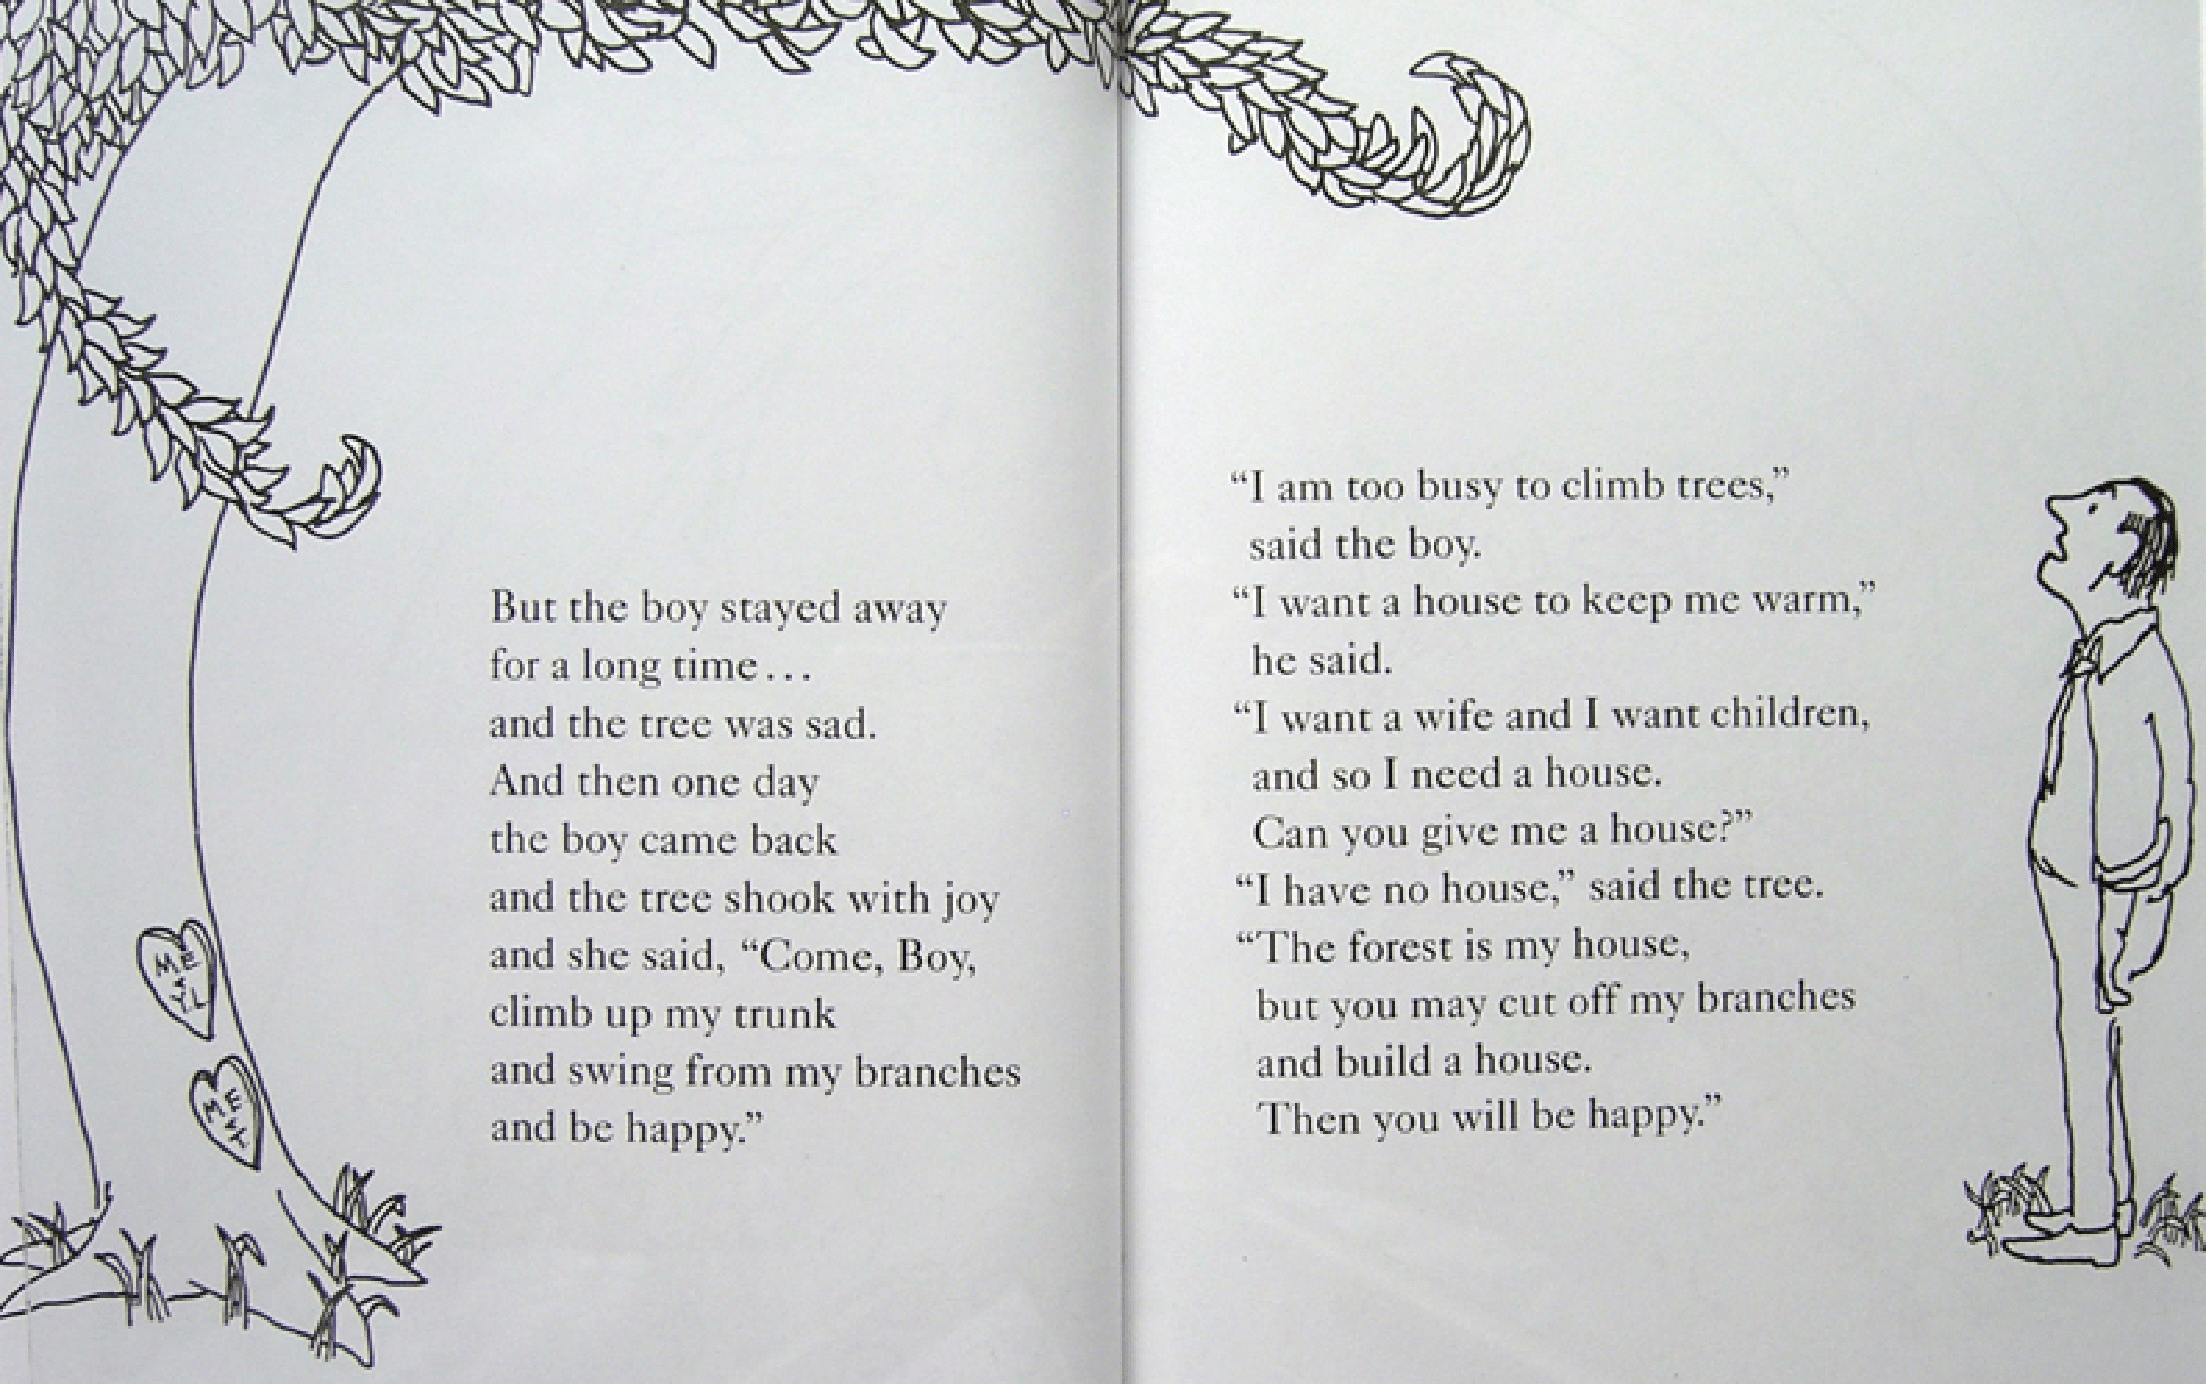 But the boy stayed away
for a long time...
and the tree was sad.
And then one day
the boy came back
and the tree shook with joy
and she said, “Come, Boy,
climb up my trunk
and swing from my branches
and be happy.”
“I am too busy to climb trees,”
said the boy.
“I want a house to keep me warm,”
he said.
“I want a wife and I want children,
and so I need a house.
Can you give me a house?”
“I have no house,” said the tree.
“The forest is my house,
but you may cut off my branches
and build a house.
Then you will be happy.”
M E
Y L
M E